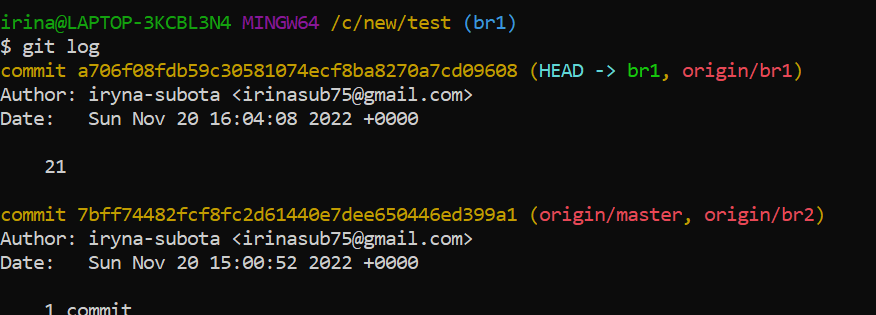 irina@LAPTOP-3KCBL3N4 MINGW64 /c/new/test (br1)
$ git log
commit a706f08fdb59c30581074ecf8ba8270a7cd09608 (HEAD -> br1, origin/br1)
Author: iryna-subota <irinasub75@gmail.com>
Date:   Sun Nov 20 16:04:08 2022 +0000
    21
commit 7bff74482fcf8fc2d61440e7dee650446ed399a1 (origin/master, origin/br2)
Author: iryna-subota <irinasub75@gmail.com>
Date:   Sun Nov 20 15:00:52 2022 +0000
    1 commit